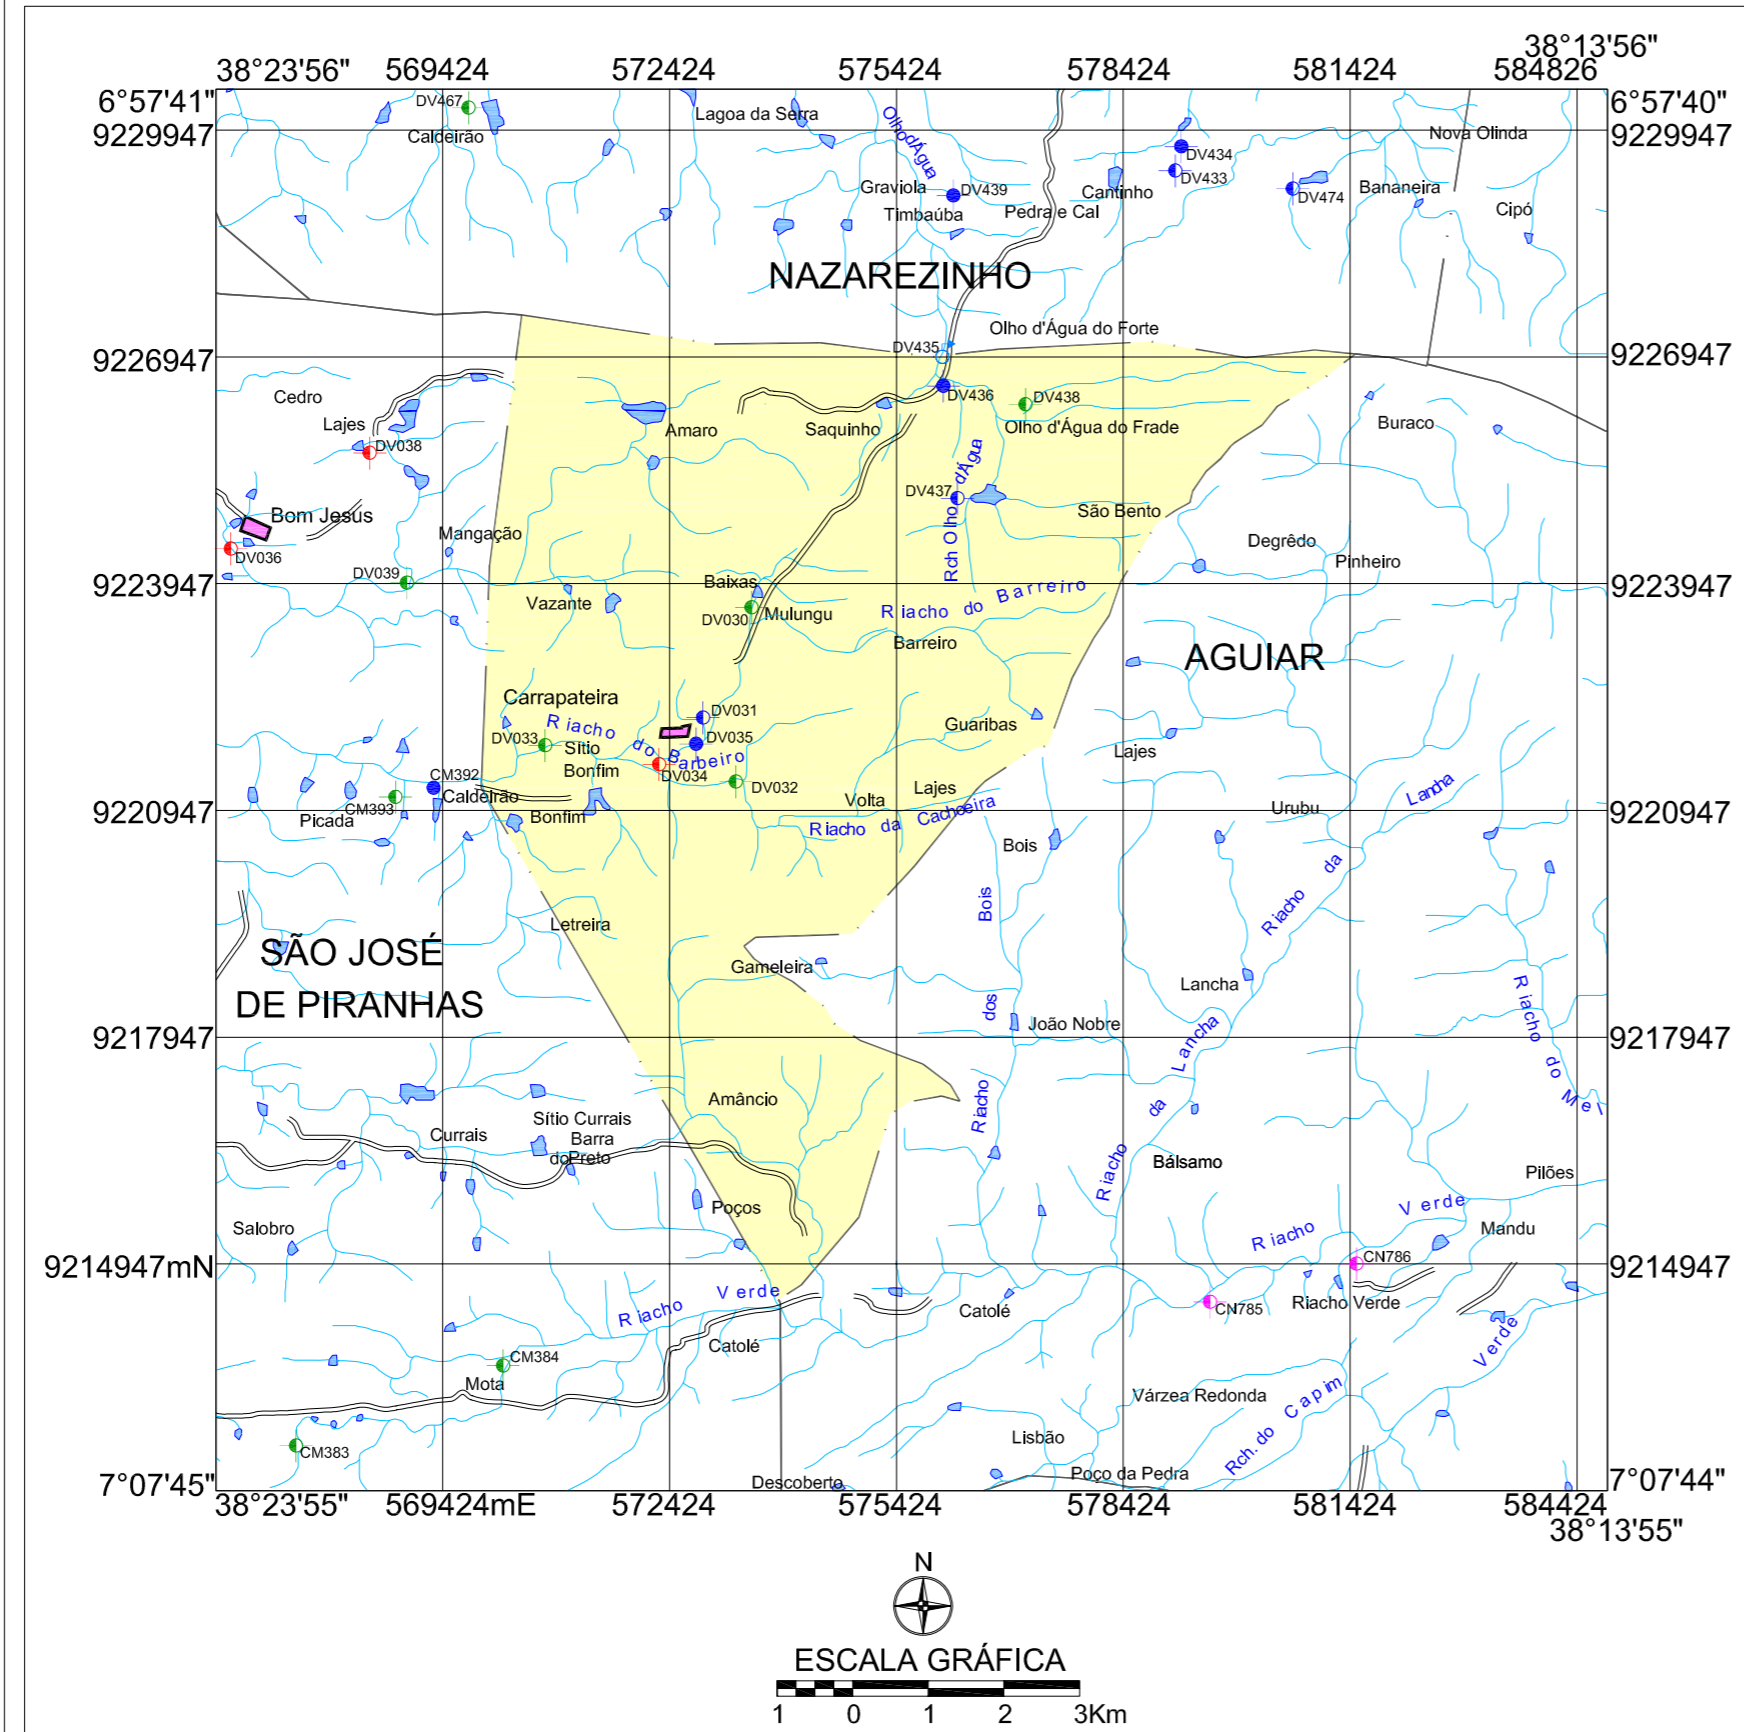 38°13'56"
38°23'56" 569424 572424 575424 578424 581424 584826
6°57'41" 6°57'40"
9229947 9229947
DV467
Caldeirão
Lagoa da Serra
Olho d'Água
Nova Olinda
DV434
DV433
Graviola
DV439
Timbaúba
Pedra e Cal
Cantinho
DV474
Bananeira
Cipó
NAZAREZINHO
Olho d'Água do Forte
DV435
9226947 9226947
Cedro
Lajes
DV038
Amaro
Saquinho
DV436
DV438
Olho d'Água do Frade
Buraco
Rch Olho d'Água
DV437
São Bento
Bom Jesus
DV036
Mangação
DV039
Degrêdo
Pinheiro
9223947 9223947
Vazante
Baixas
DV030
Mulungu
Riacho do Barreiro
Barreiro
AGUIAR
Carrapateira
Riacho do Barbeiro
DV031
DV033
Sítio
Bonfim
DV035
DV034
DV032
Guaribas
Lajes
CM392
Caldeirão
CM393
Picada
Bonfim
Volta
Lajes
Riacho da Cachoeira
Urubu
9220947 9220947
Bois
Riacho dos Bois
Riacho da Lancha
Letreira
SÃO JOSÉ
DE PIRANHAS
Gameleira
Lancha
João Nobre
Riacho da Lancha
Riacho do Mel
9217947 9217947
Amâncio
Sítio Currais
Currais
Barra
do Preto
Bálsamo
Pilões
Poços
Salobro
Riacho Verde
Mandu
9214947mN 9214947
CN786
CN785
Riacho Verde
Riacho Verde
Catolé
Catolé
Verde
CM384
Mota
Várzea Redonda
Rch. do Capim
CM383
Lisbão
Poço da Pedra
Descoberto
7°07'45" 7°07'44"
38°23'55" 569424mE 572424 575424 578424 581424 584424
38°13'55"
N
ESCALA GRÁFICA
1 0 1 2 3Km